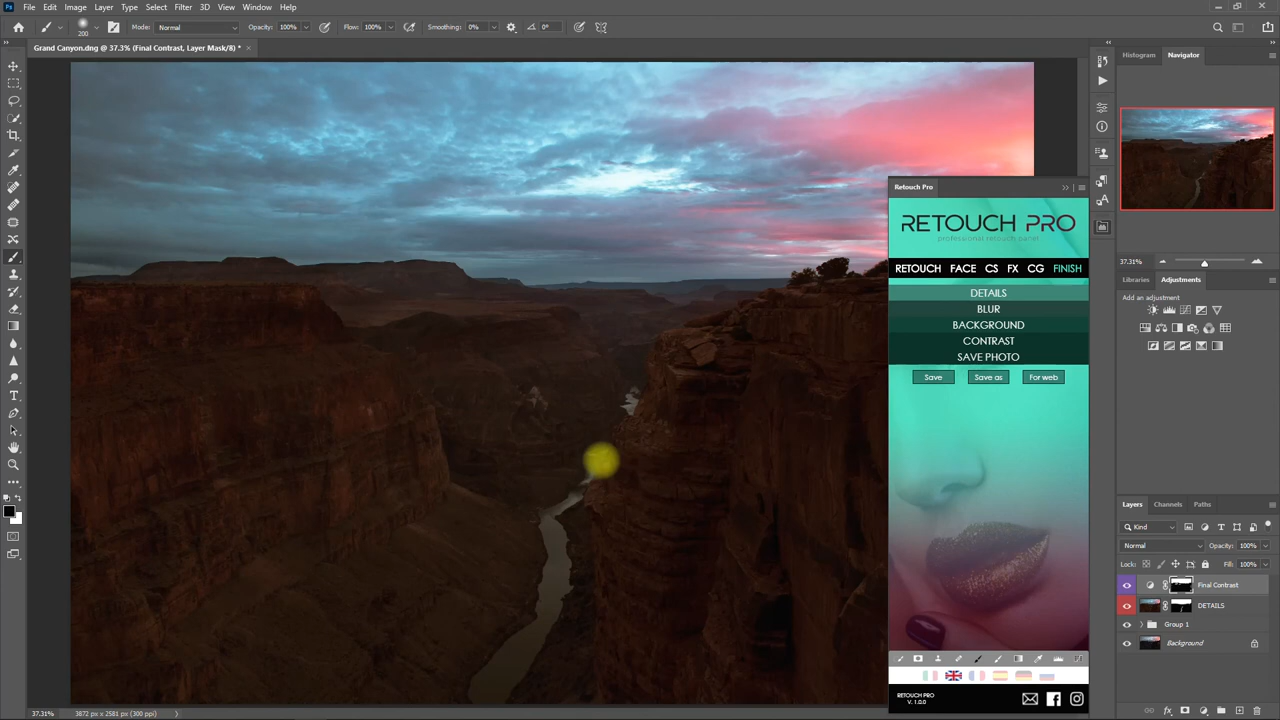 File Edit Image Layer Type Select Filter 3D View Window Help
200 Mode: Normal Opacity: 100% Flow: 100% Smoothing: 0% 0°
Grand Canyon.dng @ 37.3% (Final Contrast, Layer Mask/8) * ×
Histogram Navigator
Retouch Pro
RETOUCH PRO
professional retouch panel
RETOUCH FACE CS FX CG FINISH
DETAILS
BLUR
BACKGROUND
CONTRAST
SAVE PHOTO
Save Save as For web
37.31%
Libraries Adjustments
Add an adjustment
Layers Channels Paths
Kind
Normal Opacity: 100%
Lock: Fill: 100%
Final Contrast
DETAILS
Group 1
Background
RETOUCH PRO
V. 1.0.0
37.31% 3872 px x 2581 px (300 ppi)